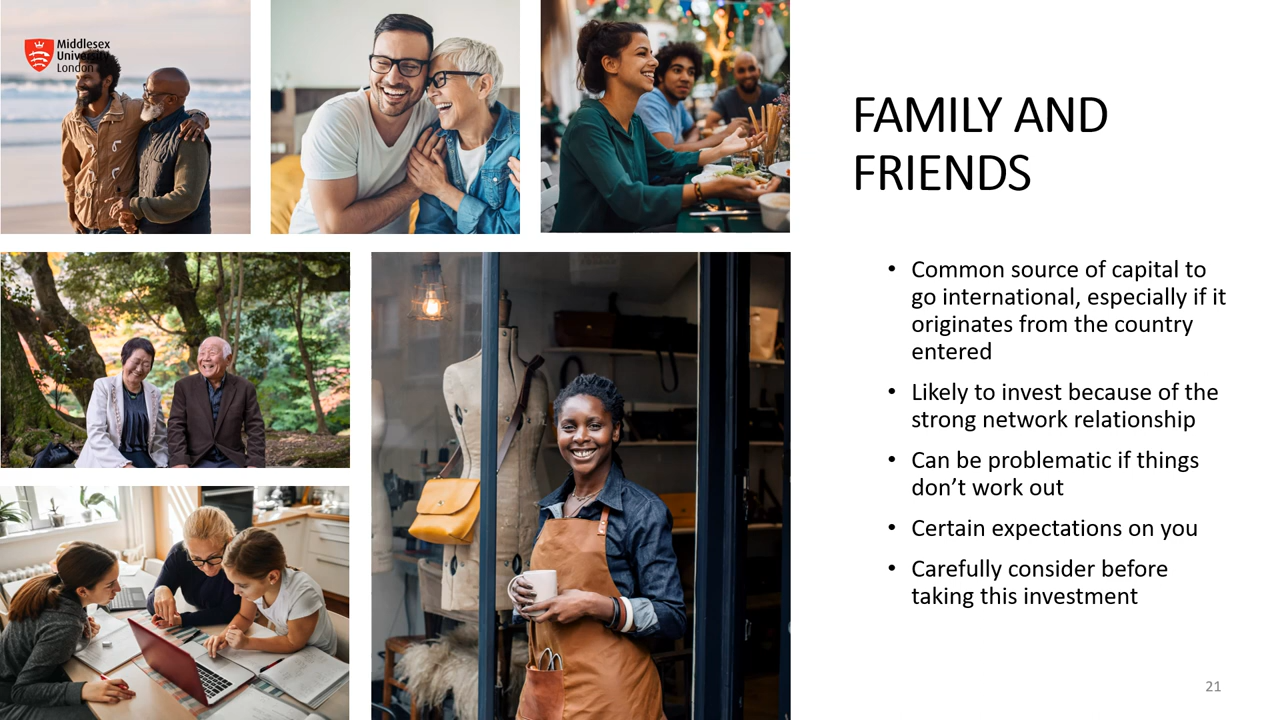 Middlesex
University
London
FAMILY AND
FRIENDS
• Common source of capital to
go international, especially if it
originates from the country
entered
• Likely to invest because of the
strong network relationship
• Can be problematic if things
don’t work out
• Certain expectations on you
• Carefully consider before
taking this investment
21